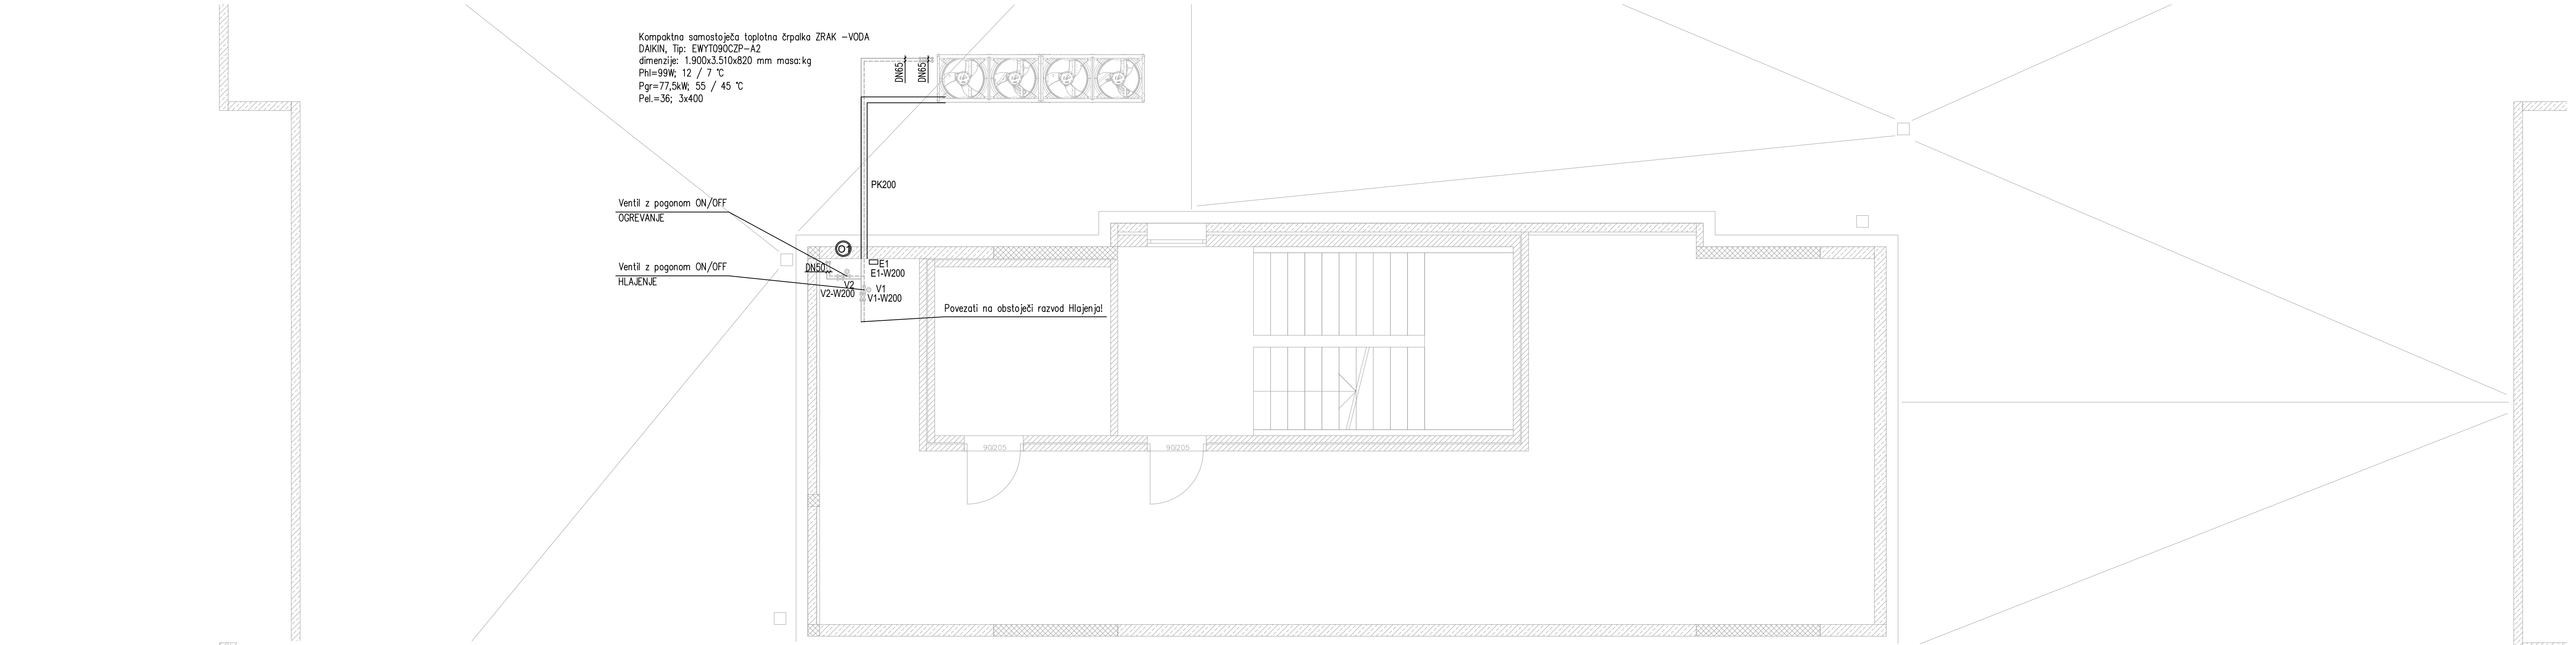 Kompaktna samostoječa toplotna črpalka ZRAK -VODA
DAIKIN, Tip: EWYT090CZP-A2
dimenzije: 1.900x3.510x820 mm masa:kg
Phl=99W; 12 / 7 °C
Pgr=77,5kW; 55 / 45 °C
Pel.=36; 3x400
DN65
DN65
PK200
Ventil z pogonom ON/OFF
OGREVANJE
Ventil z pogonom ON/OFF
HLAJENJE
DN50
E1
E1-W200
V2
V2-W200
V1
V1-W200
Povezati na obstoječi razvod Hlajenja!
90/205
90/205